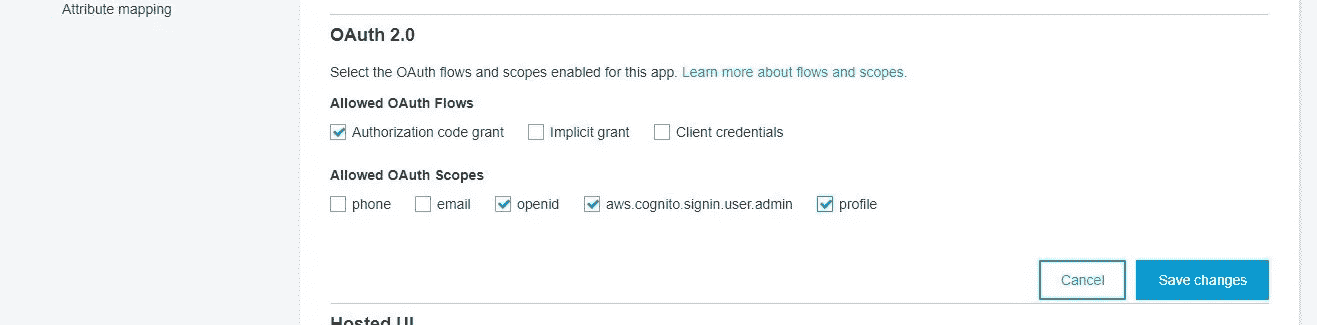 Attribute mapping
OAuth 2.0
Select the OAuth flows and scopes enabled for this app. Learn more about flows and scopes.
Allowed OAuth Flows
Authorization code grant Implicit grant Client credentials
Allowed OAuth Scopes
phone email openid aws.cognito.signin.user.admin profile
Cancel Save changes
Hosted UI